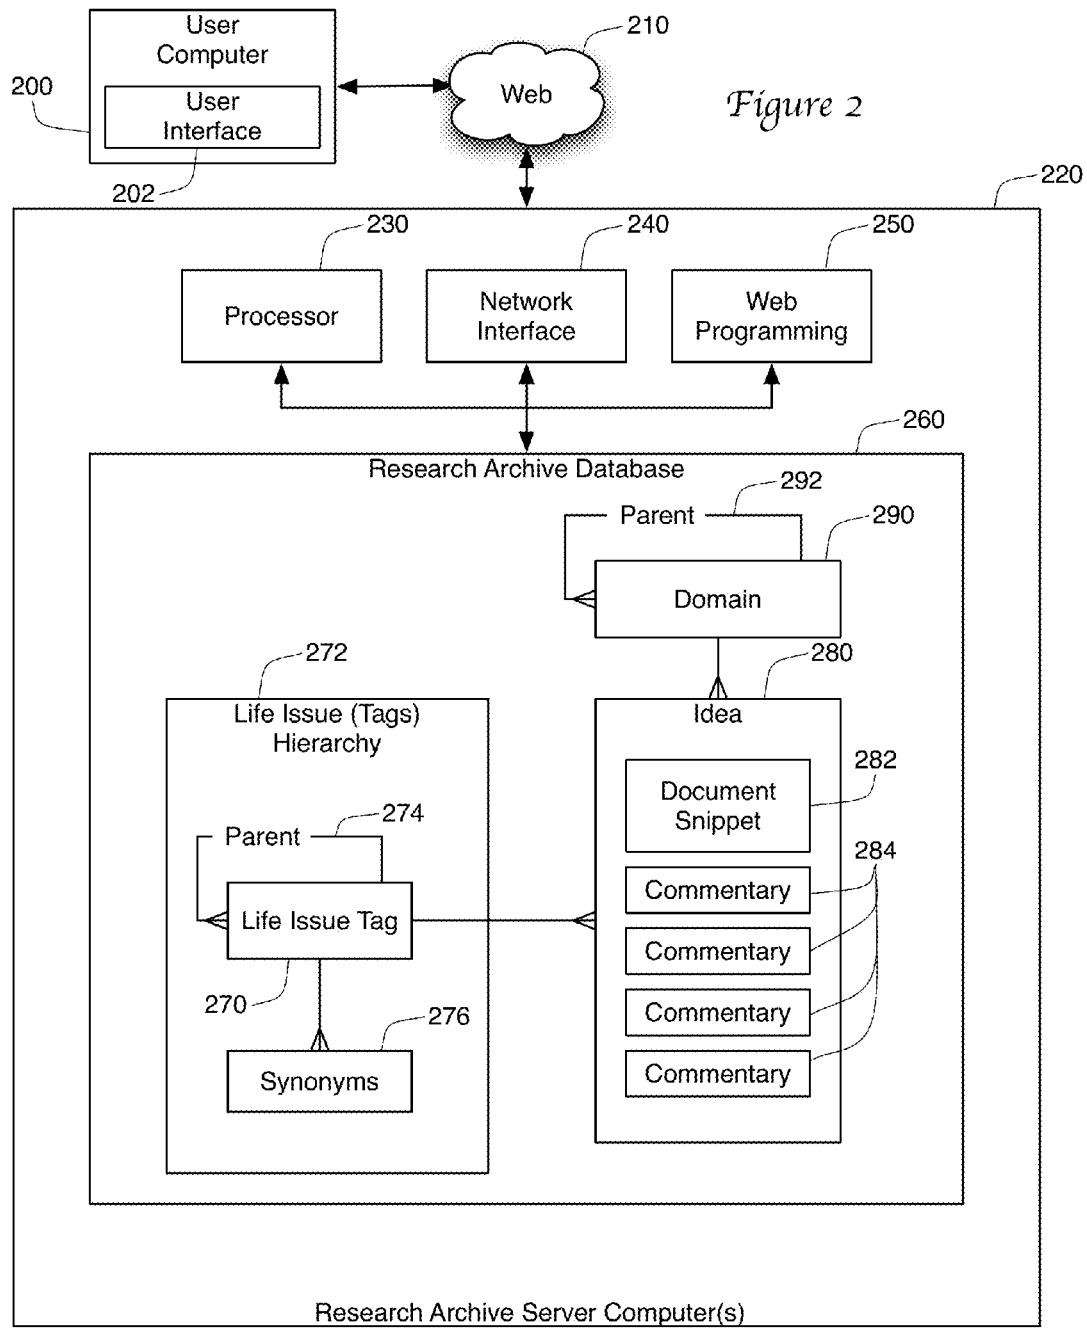 User
Computer
200
User
Interface
202
Web
210
Figure 2
220
230
240
250
Processor
Network
Interface
Web
Programming
260
Research Archive Database
292
Parent
290
Domain
272
280
Life Issue (Tags)
Hierarchy
Idea
282
Document
Snippet
274
Parent
284
Commentary
Life Issue Tag
Commentary
270
276
Commentary
Synonyms
Commentary
Research Archive Server Computer(s)